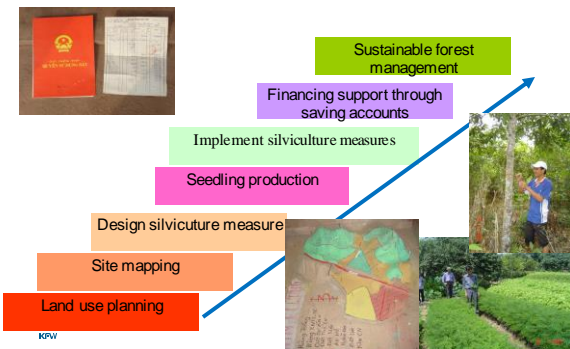 Sustainable forest
management
Financing support through
saving accounts
Implement silviculture measures
Seedling production
Design silvicuture measure
Site mapping
Land use planning
KFW